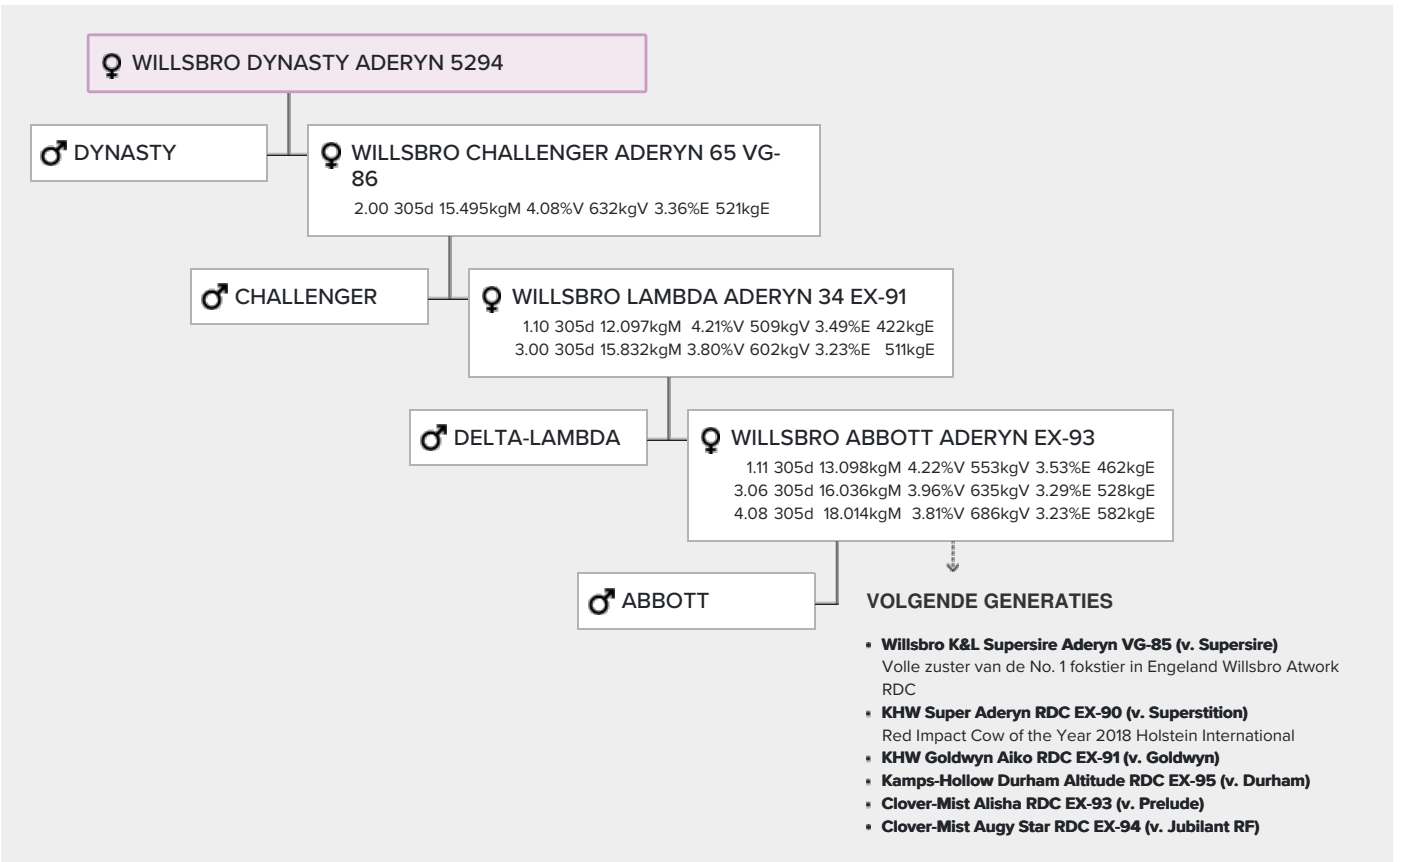 WILLSBRO DYNASTY ADERYN 5294
DYNASTY
WILLSBRO CHALLENGER ADERYN 65 VG-
86
2.00 305d 15.495kgM 4.08%V 632kgV 3.36%E 521kgE
CHALLENGER
WILLSBRO LAMBDA ADERYN 34 EX-91
1.10 305d 12.097kgM 4.21%V 509kgV 3.49%E 422kgE
3.00 305d 15.832kgM 3.80%V 602kgV 3.23%E 511kgE
DELTA-LAMBDA
WILLSBRO ABBOTT ADERYN EX-93
1.11 305d 13.098kgM 4.22%V 553kgV 3.53%E 462kgE
3.06 305d 16.036kgM 3.96%V 635kgV 3.29%E 528kgE
4.08 305d 18.014kgM 3.81%V 686kgV 3.23%E 582kgE
ABBOTT
VOLGENDE GENERATIES
Willsbro K&L Supersire Aderyn VG-85 (v. Supersire)
Volle zuster van de No. 1 fokstier in Engeland Willsbro Atwork
RDC
KHW Super Aderyn RDC EX-90 (v. Superstition)
Red Impact Cow of the Year 2018 Holstein International
KHW Goldwyn Aiko RDC EX-91 (v. Goldwyn)
Kamps-Hollow Durham Altitude RDC EX-95 (v. Durham)
Clover-Mist Alisha RDC EX-93 (v. Prelude)
Clover-Mist Augy Star RDC EX-94 (v. Jubilant RF)